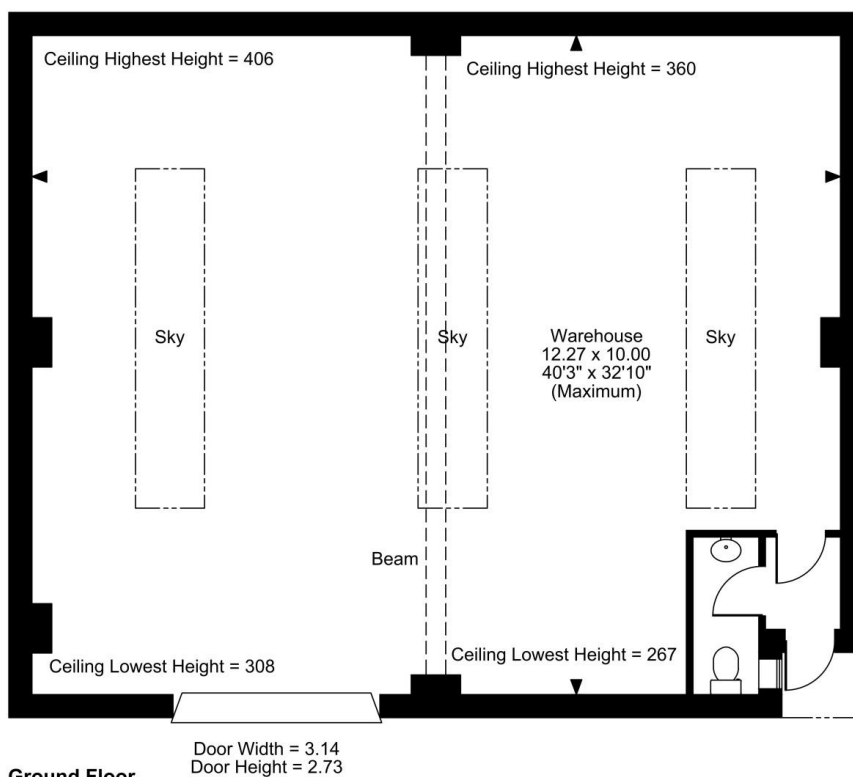 Ceiling Highest Height = 406
Ceiling Highest Height = 360
Sky
Sky
Sky
Warehouse
12.27 x 10.00
40'3" x 32'10"
(Maximum)
Beam
Ceiling Lowest Height = 308
Ceiling Lowest Height = 267
Door Width = 3.14
Door Height = 2.73
Ground Floor